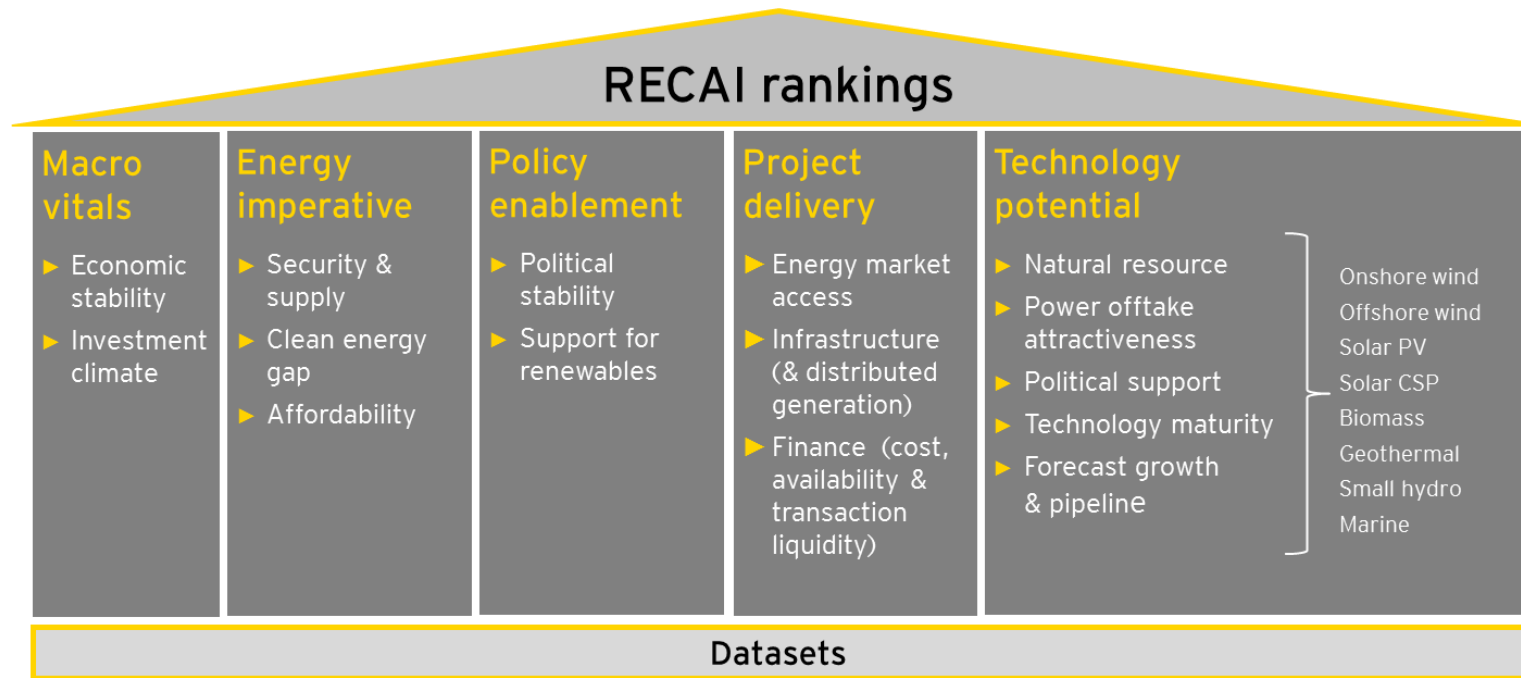 RECAI rankings
Macro
vitals
► Economic
stability
► Investment
climate
Energy
imperative
► Security &
supply
► Clean energy
gap
► Affordability
Policy
enablement
► Political
stability
► Support for
renewables
Project
delivery
► Energy market
access
► Infrastructure
(& distributed
generation)
► Finance (cost,
availability &
transaction
liquidity)
Technology
potential
► Natural resource
► Power offtake
attractiveness
► Political support
► Technology maturity
► Forecast growth
& pipeline
Onshore wind
Offshore wind
Solar PV
Solar CSP
Biomass
Geothermal
Small hydro
Marine
Datasets